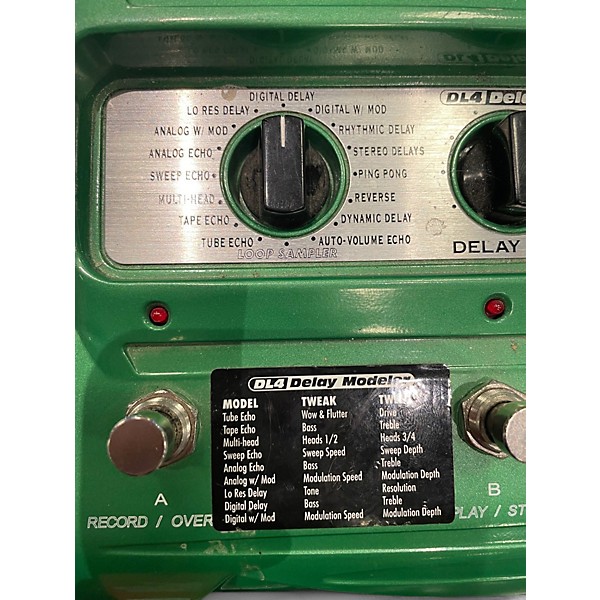 DL4 Dela
DIGITAL DELAY
LO RES DELAY DIGITAL W/ MOD
ANALOG W/ MOD RHYTHMIC DELAY
ANALOG ECHO STEREO DELAYS
SWEEP ECHO PING PONG
MULTI-HEAD REVERSE
TAPE ECHO DYNAMIC DELAY
TUBE ECHO AUTO-VOLUME ECHO
LOOP SAMPLER
DELAY
DL4 Delay Modeler
MODEL TWEAK
Tube Echo Wow & Flutter Drive
Tape Echo Bass Treble
Multi-head Heads 1/2 Heads 3/4
Sweep Echo Sweep Speed Sweep Depth
Analog Echo Bass Treble
Analog w/ Mod Modulation Speed Modulation Depth
Lo Res Delay Tone Resolution
Digital Delay Bass Treble
Digital w/ Mod Modulation Speed Modulation Depth
A
RECORD / OVER
B
PLAY / ST